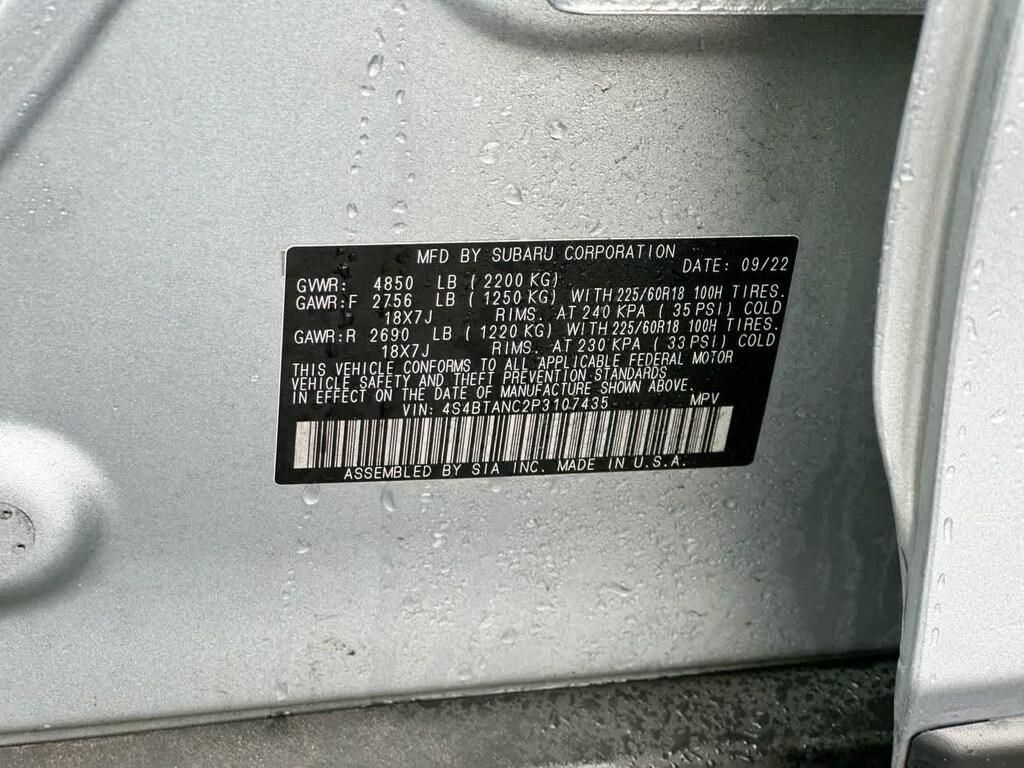 MFD BY SUBARU CORPORATION DATE: 09/22
GVWR: 4850 LB ( 2200 KG)
GAWR:F 2756 LB ( 1250 KG) WITH 225/60R18 100H TIRES.
18X7J RIMS. AT 240 KPA ( 35 PSI) COLD
GAWR:R 2690 LB ( 1220 KG) WITH 225/60R18 100H TIRES.
18X7J RIMS. AT 230 KPA ( 33 PSI) COLD
THIS VEHICLE CONFORMS TO ALL APPLICABLE FEDERAL MOTOR
VEHICLE SAFETY AND THEFT PREVENTION STANDARDS
IN EFFECT ON THE DATE OF MANUFACTURE SHOWN ABOVE.
VIN: 4S4BTANC2P3107435 MPV
ASSEMBLED BY SIA INC. MADE IN U.S.A.